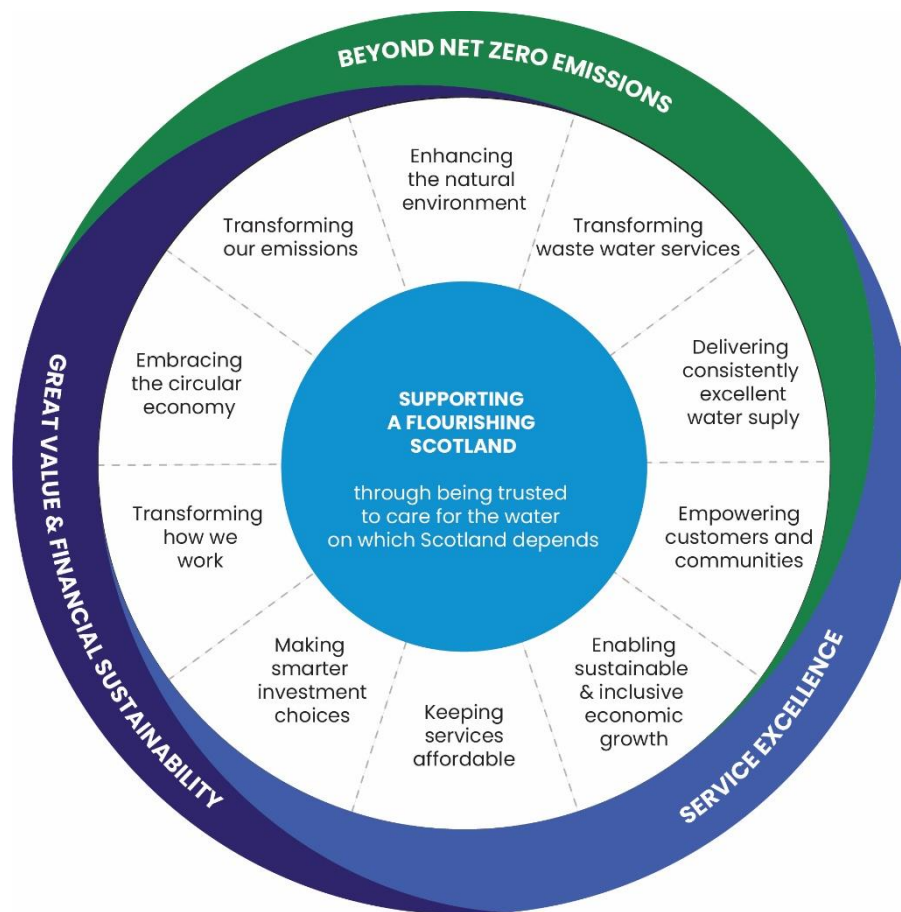 BEYOND NET ZERO EMISSIONS
Enhancing
the natural
environment
Transforming
waste water services
Delivering
consistently
excellent
water suply
Empowering
customers and
communities
Enabling
sustainable
& inclusive
economic
growth
Keeping
services
affordable
Making
smarter
investment
choices
Transforming
how we
work
Embracing
the circular
economy
Transforming
our emissions
SUPPORTING
A FLOURISHING
SCOTLAND
through being trusted
to care for the water
on which Scotland depends
SERVICE EXCELLENCE
GREAT VALUE & FINANCIAL SUSTAINABILITY